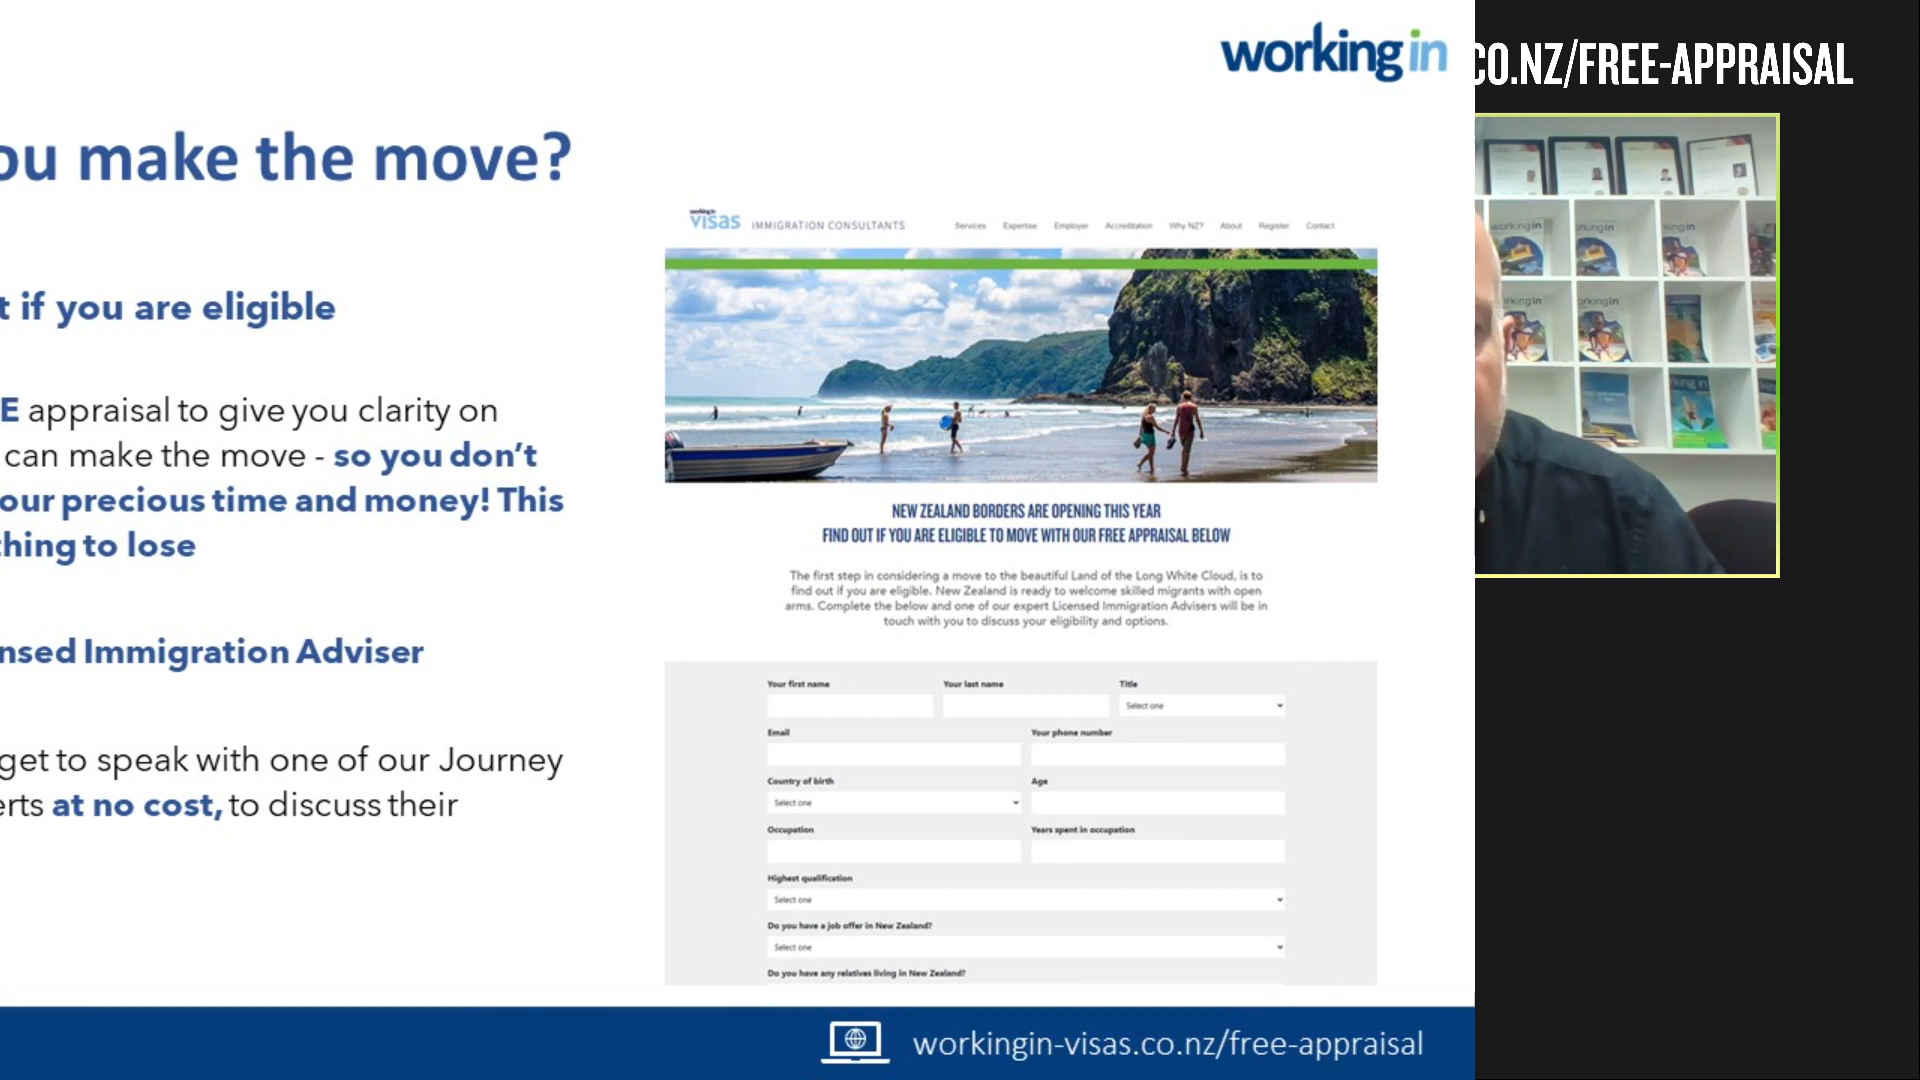 workingin
CO.NZ/FREE-APPRAISAL
ou make the move?
t if you are eligible
E appraisal to give you clarity on
can make the move - so you don't
our precious time and money! This
thing to lose
nsed Immigration Adviser
get to speak with one of our Journey
erts at no cost, to discuss their
workingin
visas IMMIGRATION CONSULTANTS
Services Expertise Employer Accreditation Why NZ? About Register Contact
NEW ZEALAND BORDERS ARE OPENING THIS YEAR
FIND OUT IF YOU ARE ELIGIBLE TO MOVE WITH OUR FREE APPRAISAL BELOW
The first step in considering a move to the beautiful Land of the Long White Cloud, is to
find out if you are eligible. New Zealand is ready to welcome skilled migrants with open
arms. Complete the below and one of our expert Licensed Immigration Advisers will be in
touch with you to discuss your eligibility and options.
Your first name Your last name Title
Select one
Email Your phone number
Country of birth Age
Select one
Occupation Years spent in occupation
Highest qualification
Select one
Do you have a job offer in New Zealand?
Select one
Do you have any relatives living in New Zealand?
workingin-visas.co.nz/free-appraisal
workingin
orkingin
king in
orkingin
orkingin